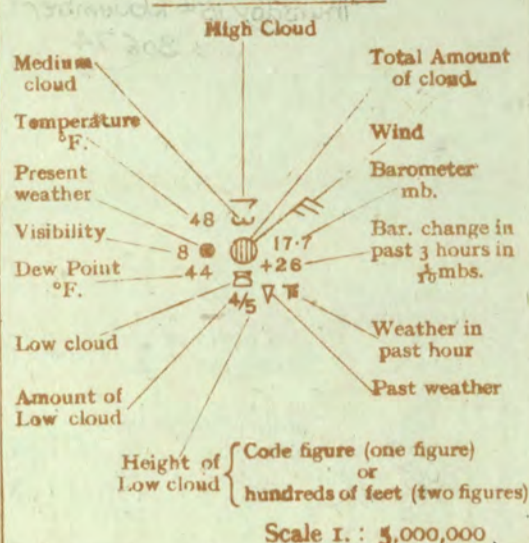 High Cloud
Medium
cloud
Total Amount
of cloud.
Temperature
°F.
Wind
Present
weather
Barometer
mb.
48
Visibility
8
17·7
Bar. change in
past 3 hours in
1/10 mbs.
Dew Point
°F.
44
+26
4/5
Low cloud
Weather in
past hour
Amount of
Low cloud
Past weather
Height of
Low cloud
Code figure (one figure)
or
hundreds of feet (two figures)
Scale 1. : 5,000,000